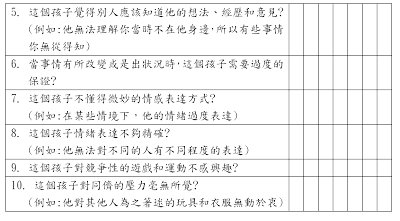 5. 這個孩子覺得別人應該知道他的想法、經歷和意見?
(例如:他無法理解你當時不在他身邊,所以有些事情
你無從得知)
6. 當事情有所改變或是出狀況時,這個孩子需要過度的
保證?
7. 這個孩子不懂得微妙的情感表達方式?
(例如:在某些情境下,他的情緒過度表達)
8. 這個孩子情緒表達不夠精確?
(例如:他無法對不同的人有不同程度的表達)
9. 這個孩子對競爭性的遊戲和運動不感興趣?
10. 這個孩子對同儕的壓力毫無所覺?
(例如:他對其他人為之著迷的玩具和衣服無動於衷)